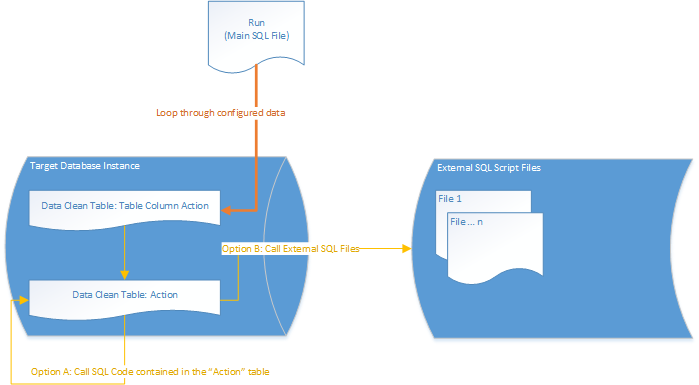 Run
(Main SQL File)
Loop through configured data
Target Database Instance
External SQL Script Files
Data Clean Table: Table Column Action
File 1
File ... n
Option B: Call External SQL Files
Data Clean Table: Action
Option A: Call SQL Code contained in the “Action” table